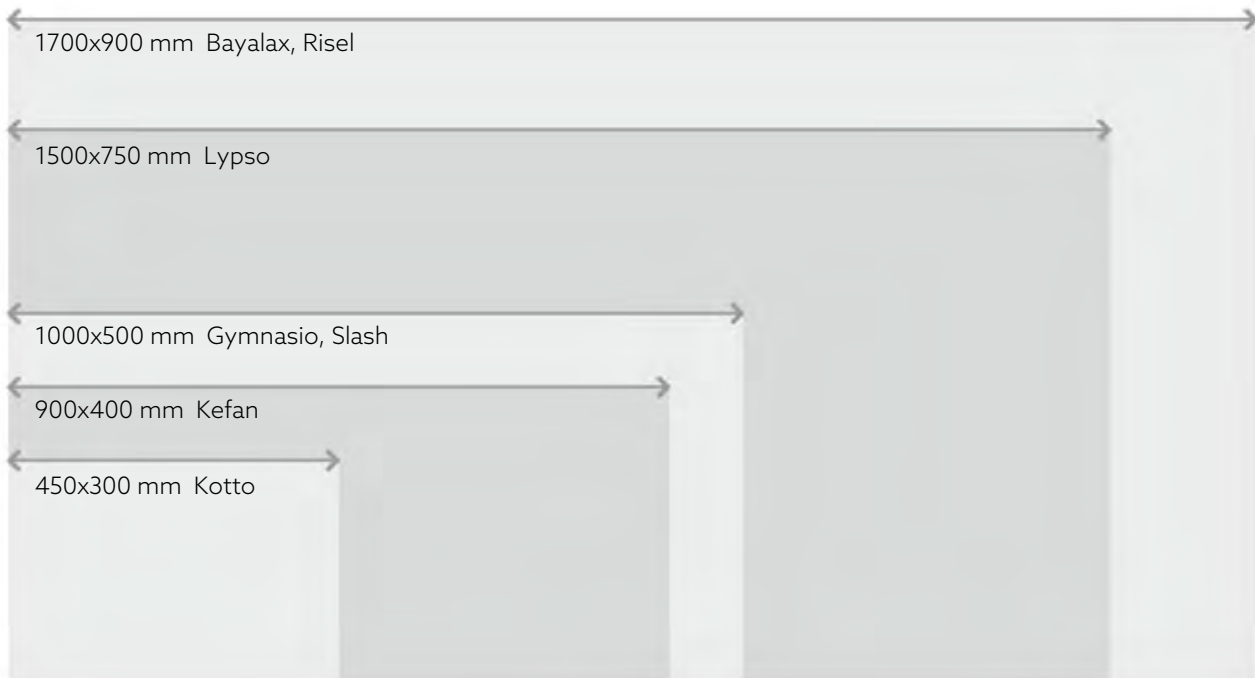 1700x900 mm  Bayalax, Risel
1500x750 mm  Lypso
1000x500 mm  Gymnasio, Slash
900x400 mm  Kefan
450x300 mm  Kotto